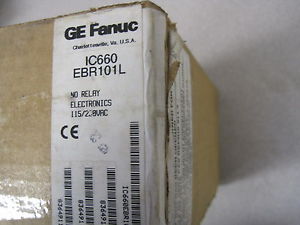 GE Fanuc
Charlottesville, Va. U.S.A.
IC660
EBR101L
NO RELAY
ELECTRONICS
115/230VAC
CE